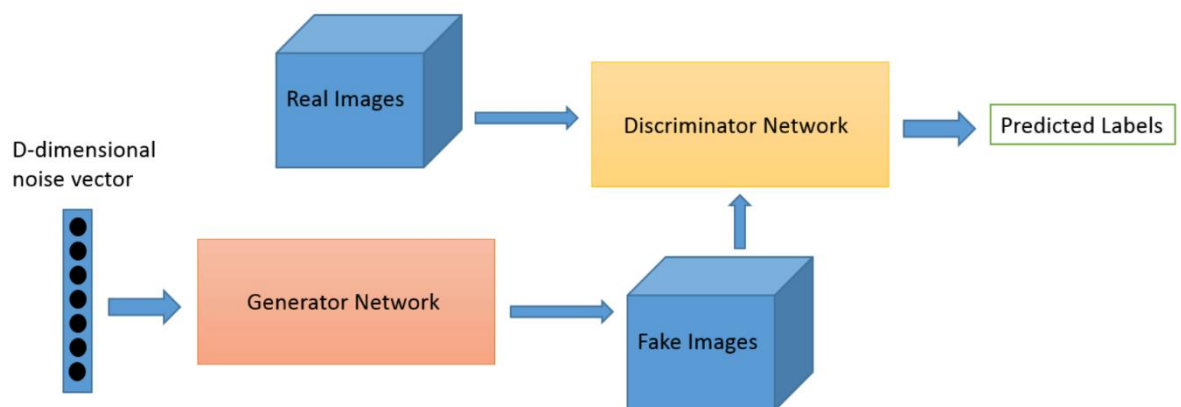 Real Images
Discriminator Network
Predicted Labels
D-dimensional
noise vector
Generator Network
Fake Images